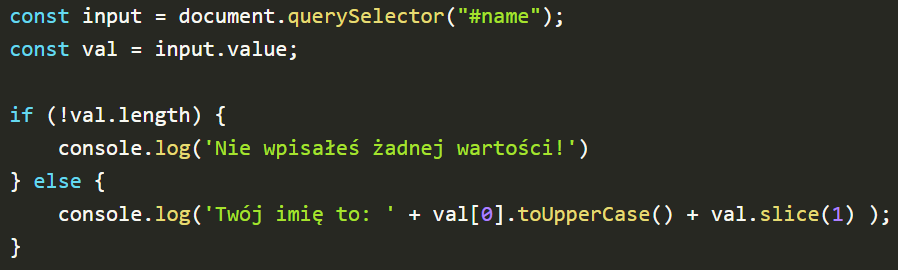 const input = document.querySelector("#name");
const val = input.value;

if (!val.length) {
    console.log('Nie wpisałeś żadnej wartości!')
} else {
    console.log('Twój imię to: ' + val[0].toUpperCase() + val.slice(1) );
}